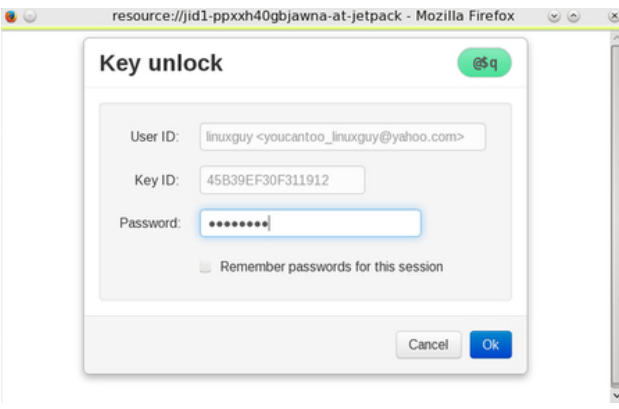 resource://jid1-ppxxh40gbjawna-at-jetpack - Mozilla Firefox
Key unlock @$q
User ID: linuxguy <youcantoo_linuxguy@yahoo.com>
Key ID: 45B39EF30F311912
Password: ••••••••
Remember passwords for this session
Cancel Ok